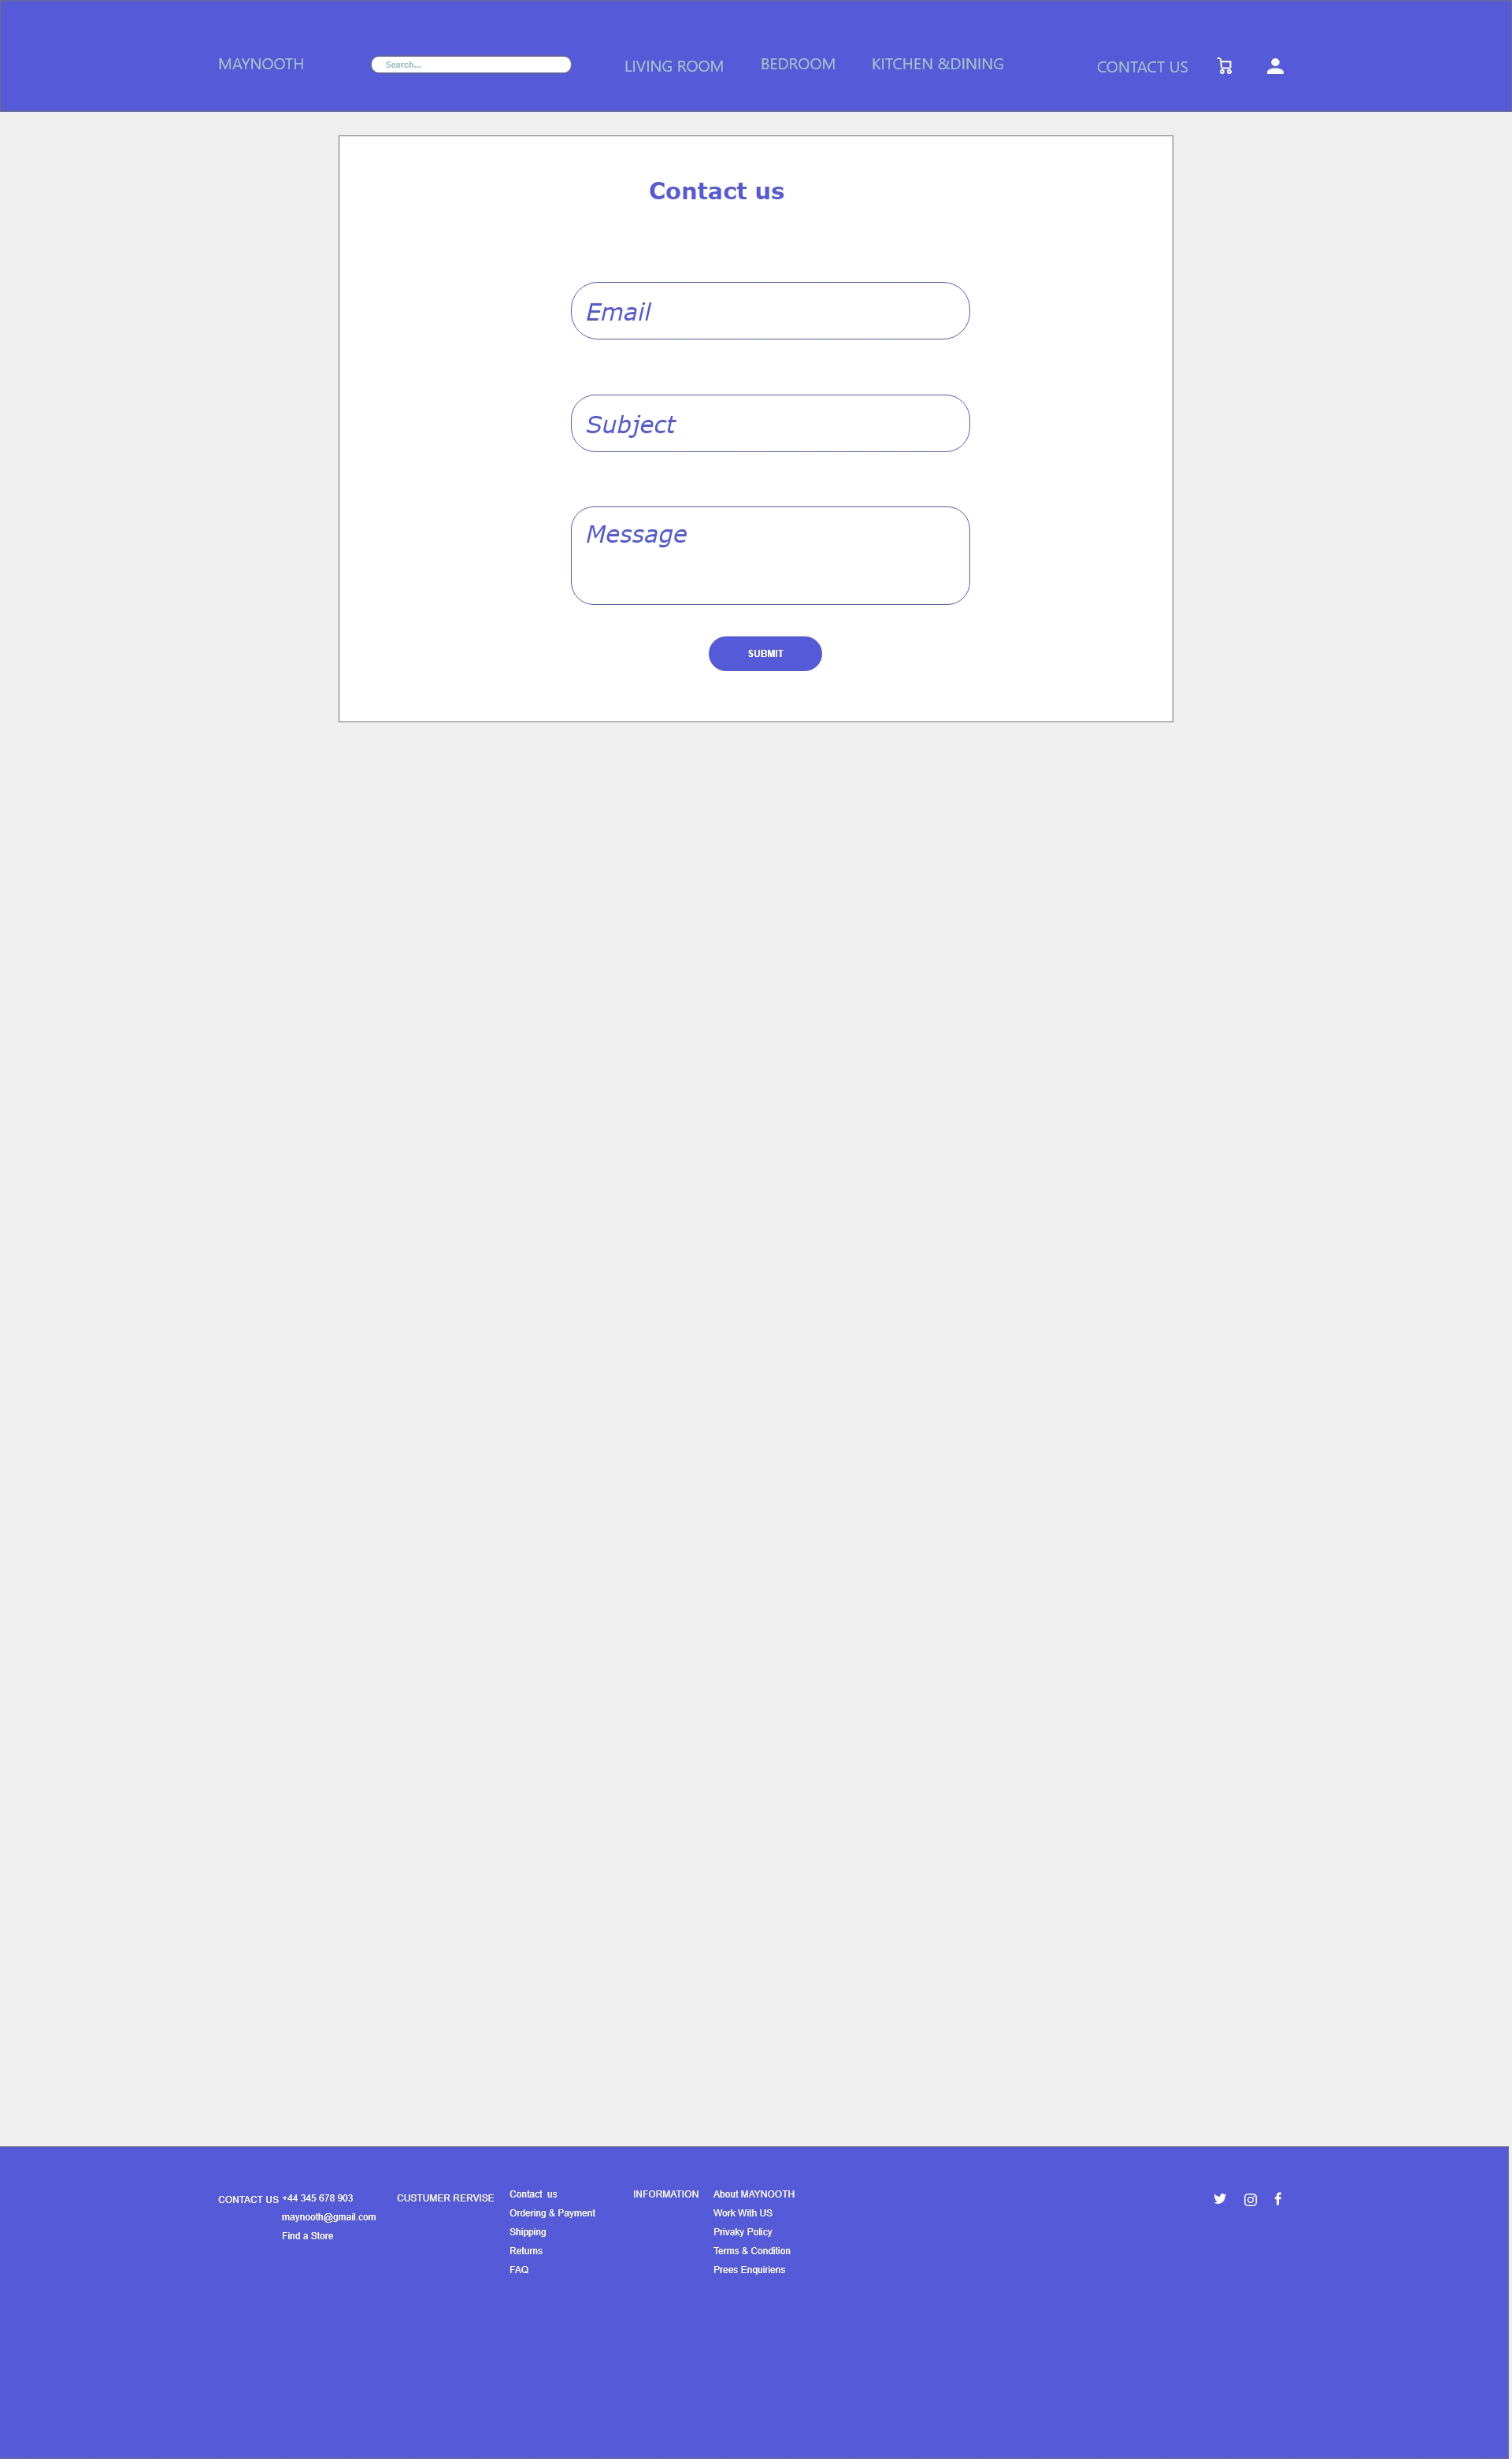 MAYNOOTH
Search...
LIVING ROOM
BEDROOM
KITCHEN &DINING
CONTACT US
Contact us
Email
Subject
Message
SUBMIT
CONTACT US
+44 345 678 903
maynooth@gmail.com
Find a Store
CUSTUMER RERVISE
Contact  us
Ordering & Payment
Shipping
Returns
FAQ
INFORMATION
About MAYNOOTH
Work With US
Privaky Policy
Terms & Condition
Prees Enquiriens